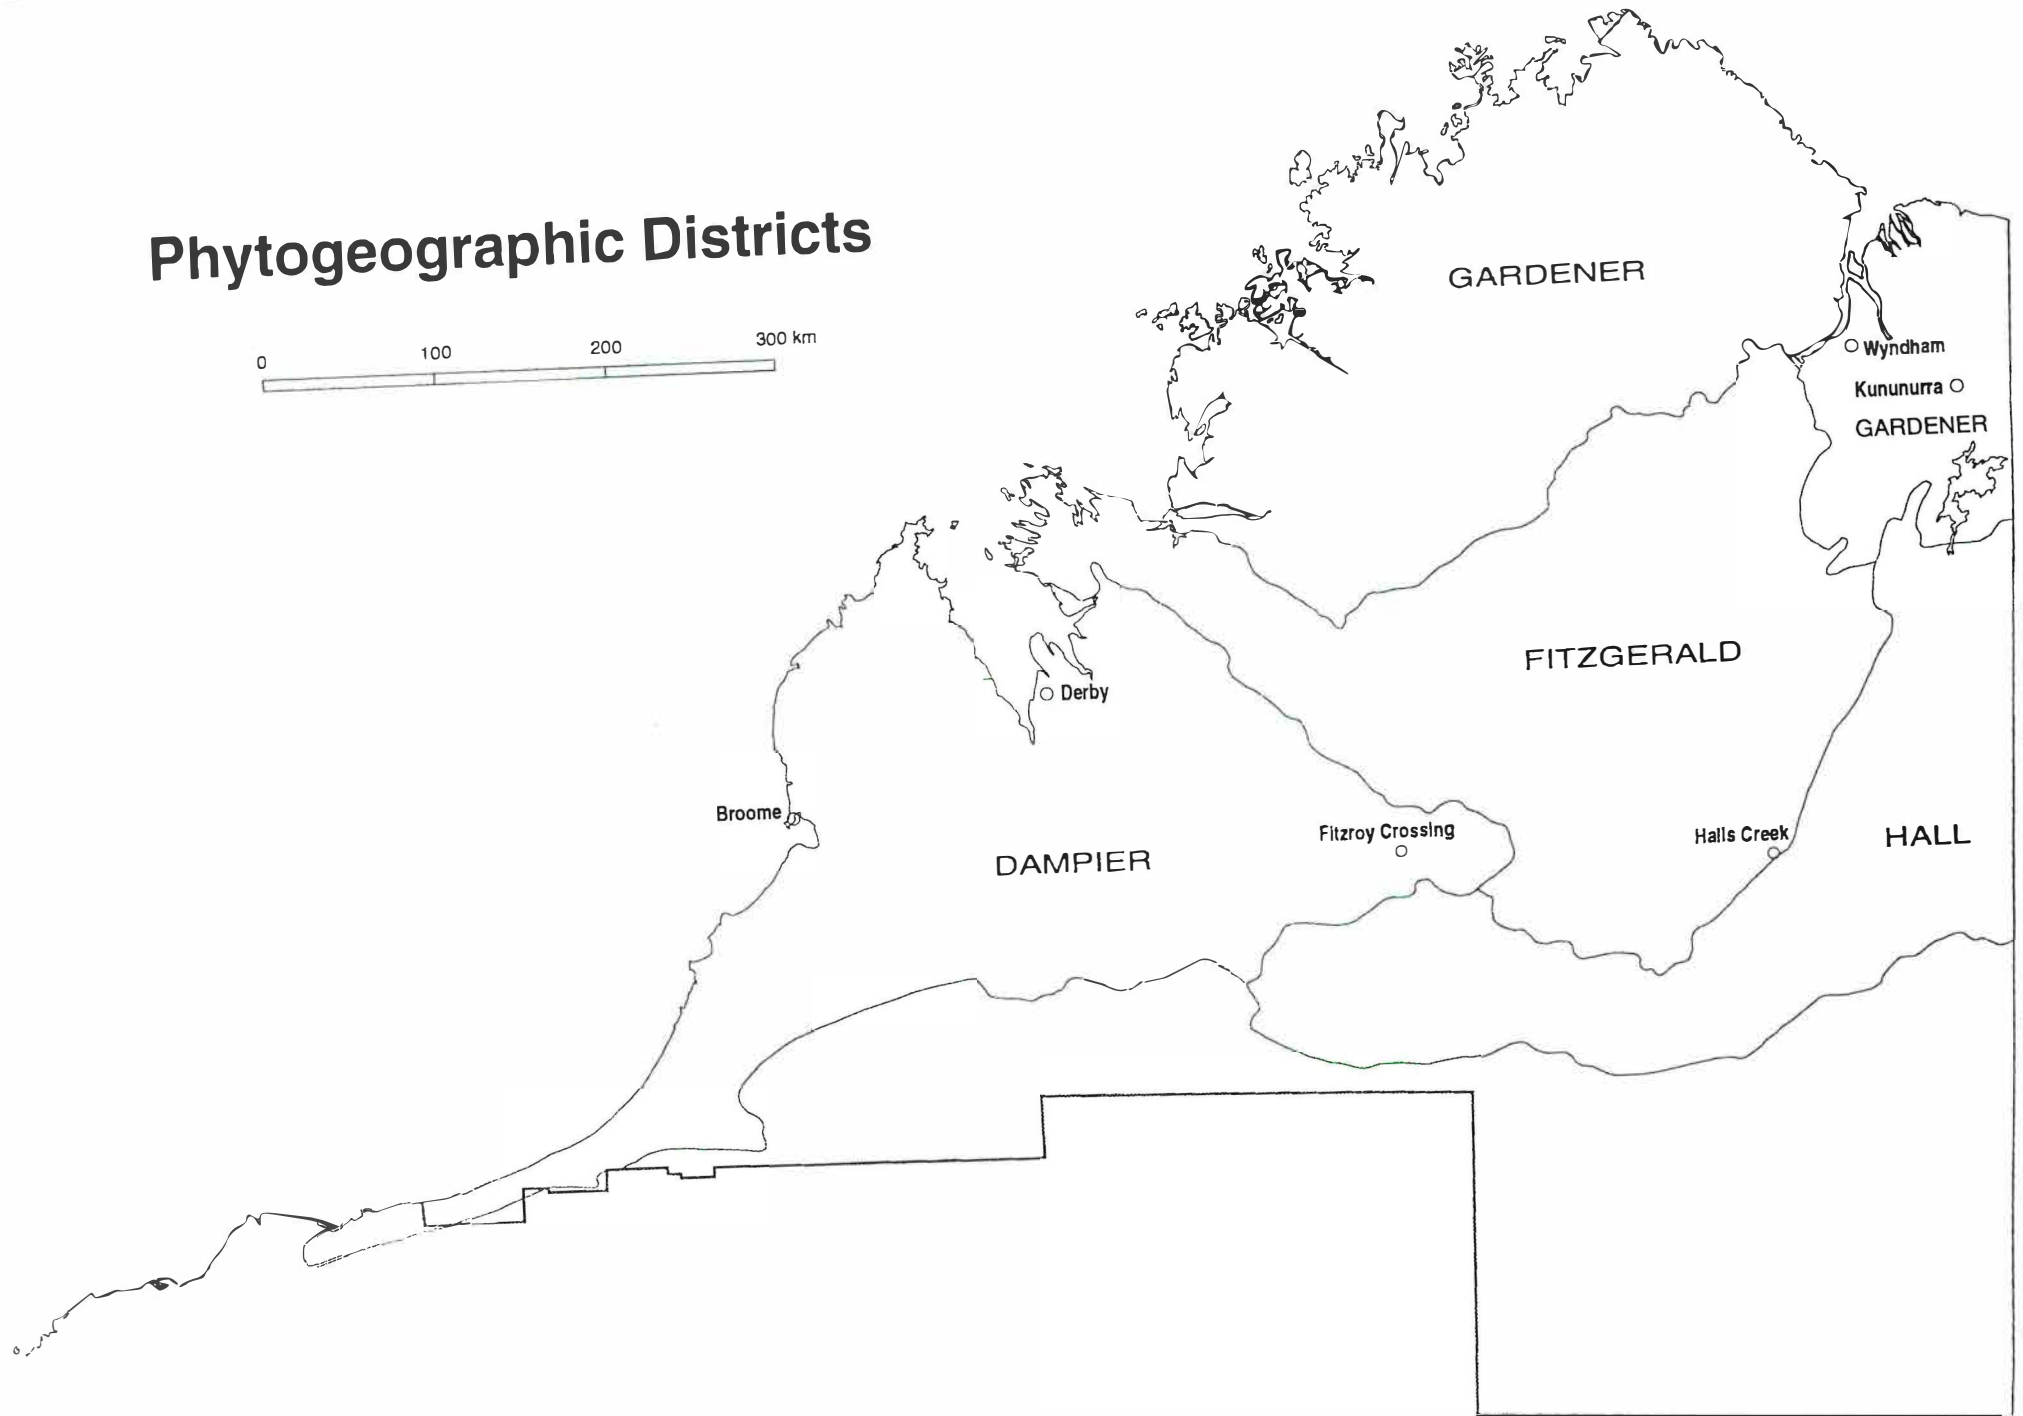 Phytogeographic Districts
0 100 200 300 km
GARDENER
Wyndham
Kununurra
GARDENER
FITZGERALD
Derby
Broome
Fitzroy Crossing
Halls Creek
HALL
DAMPIER